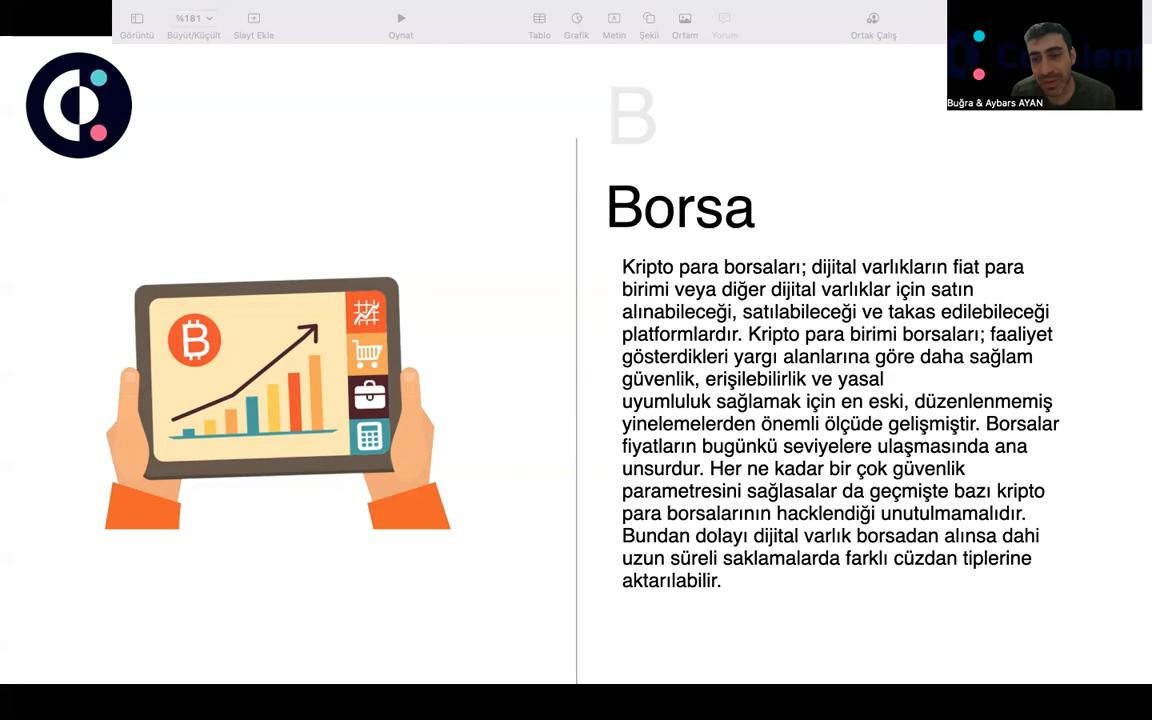 %181
Görüntü
Büyüt/Küçült
Slayt Ekle
Oynat
Tablo
Grafik
Metin
Şekil
Ortam
Yorum
Ortak Çalış
Buğra & Aybars AYAN
B
Borsa
Kripto para borsaları; dijital varlıkların fiat para
birimi veya diğer dijital varlıklar için satın
alınabileceği, satılabileceği ve takas edilebileceği
platformlardır. Kripto para birimi borsaları; faaliyet
gösterdikleri yargı alanlarına göre daha sağlam
güvenlik, erişilebilirlik ve yasal
uyumluluk sağlamak için en eski, düzenlenmemiş
yinelemelerden önemli ölçüde gelişmiştir. Borsalar
fiyatların bugünkü seviyelere ulaşmasında ana
unsurdur. Her ne kadar bir çok güvenlik
parametresini sağlasalar da geçmişte bazı kripto
para borsalarının hacklendiği unutulmamalıdır.
Bundan dolayı dijital varlık borsadan alınsa dahi
uzun süreli saklamalarda farklı cüzdan tiplerine
aktarılabilir.